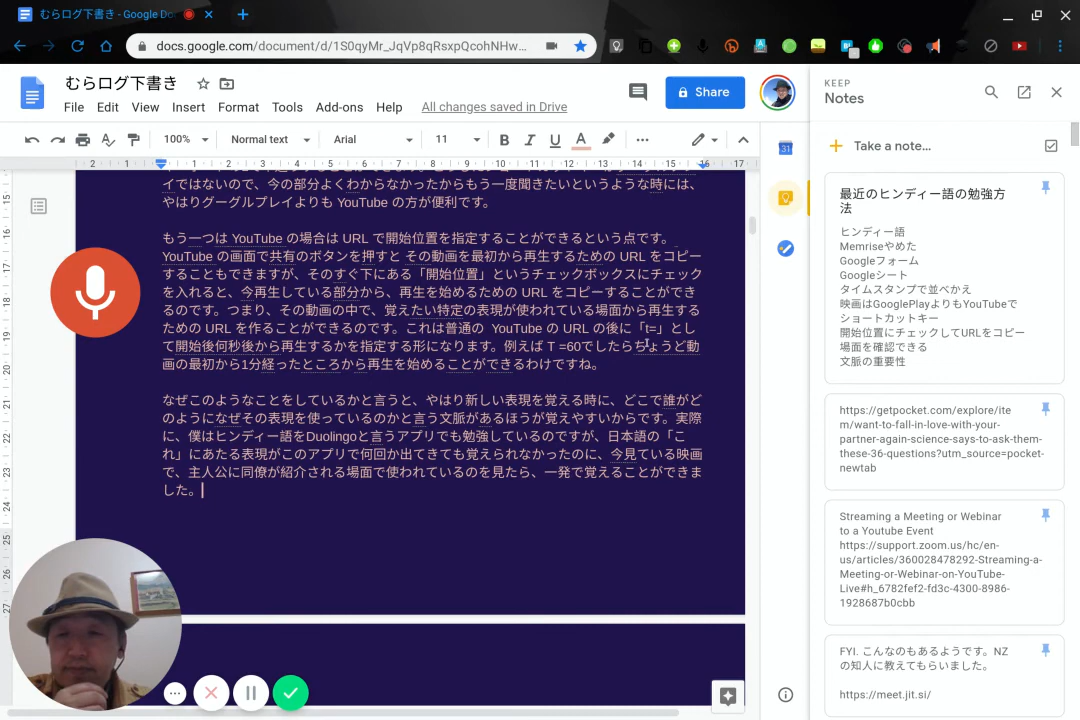 むらログ下書き - Google Do
docs.google.com/document/d/1S0qyMr_JqVp8qRsxpQcohNHw...
むらログ下書き
File Edit View Insert Format Tools Add-ons Help All changes saved in Drive
Share
100% Normal text Arial 11 B I U A
2 1 1 2 3 4 5 6 7 8 9 10 11 12 13 14 15 16 17
イではないので、今の部分よくわからなかったからもう一度聞きたいというような時には、
やはりグーグルプレイよりも YouTube の方が便利です。
もう一つは YouTube の場合は URL で開始位置を指定することができるという点です。
YouTube の画面で共有のボタンを押すと その動画を最初から再生するための URL をコピー
することもできますが、そのすぐ下にある「開始位置」というチェックボックスにチェック
を入れると、今再生している部分から、再生を始めるための URL をコピーすることができ
るのです。つまり、その動画の中で、覚えたい特定の表現が使われている場面から再生する
ための URL を作ることができるのです。これは普通の YouTube の URL の後に「t=」とし
て開始後何秒後から再生するかを指定する形になります。例えば T =60でしたらちょうど動
画の最初から1分経ったところから再生を始めることができるわけですね。
なぜこのようなことをしているかと言うと、やはり新しい表現を覚える時に、どこで誰がど
のようになぜその表現を使っているのかと言う文脈があるほうが覚えやすいからです。実際
に、僕はヒンディー語をDuolingoと言うアプリでも勉強しているのですが、日本語の「こ
れ」にあたる表現がこのアプリで何回か出てきても覚えられなかったのに、今見ている映画
で、主人公に同僚が紹介される場面で使われているのを見たら、一発で覚えることができま
した。
15
16
17
18
19
20
21
22
23
24
25
26
27
31
KEEP
Notes
Take a note...
最近のヒンディー語の勉強方
法
ヒンディー語
Memriseやめた
Googleフォーム
Googleシート
タイムスタンプで並べかえ
映画はGooglePlayよりもYouTubeで
ショートカットキー
開始位置にチェックしてURLをコピー
場面を確認できる
文脈の重要性
https://getpocket.com/explore/ite
m/want-to-fall-in-love-with-your-
partner-again-science-says-to-ask-them-
these-36-questions?utm_source=pocket-
newtab
Streaming a Meeting or Webinar
to a Youtube Event
https://support.zoom.us/hc/en-
us/articles/360028478292-Streaming-a-
Meeting-or-Webinar-on-YouTube-
Live#h_6782fef2-fd3c-4300-8986-
1928687b0cbb
FYI. こんなのもあるようです。NZ
の知人に教えてもらいました。
https://meet.jit.si/